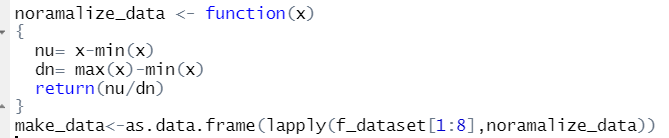 noramalize_data <- function(x)
{
nu= x-min(x)
dn= max(x)-min(x)
return(nu/dn)
}
make_data<-as.data.frame(lapply(f_dataset[1:8],noramalize_data))